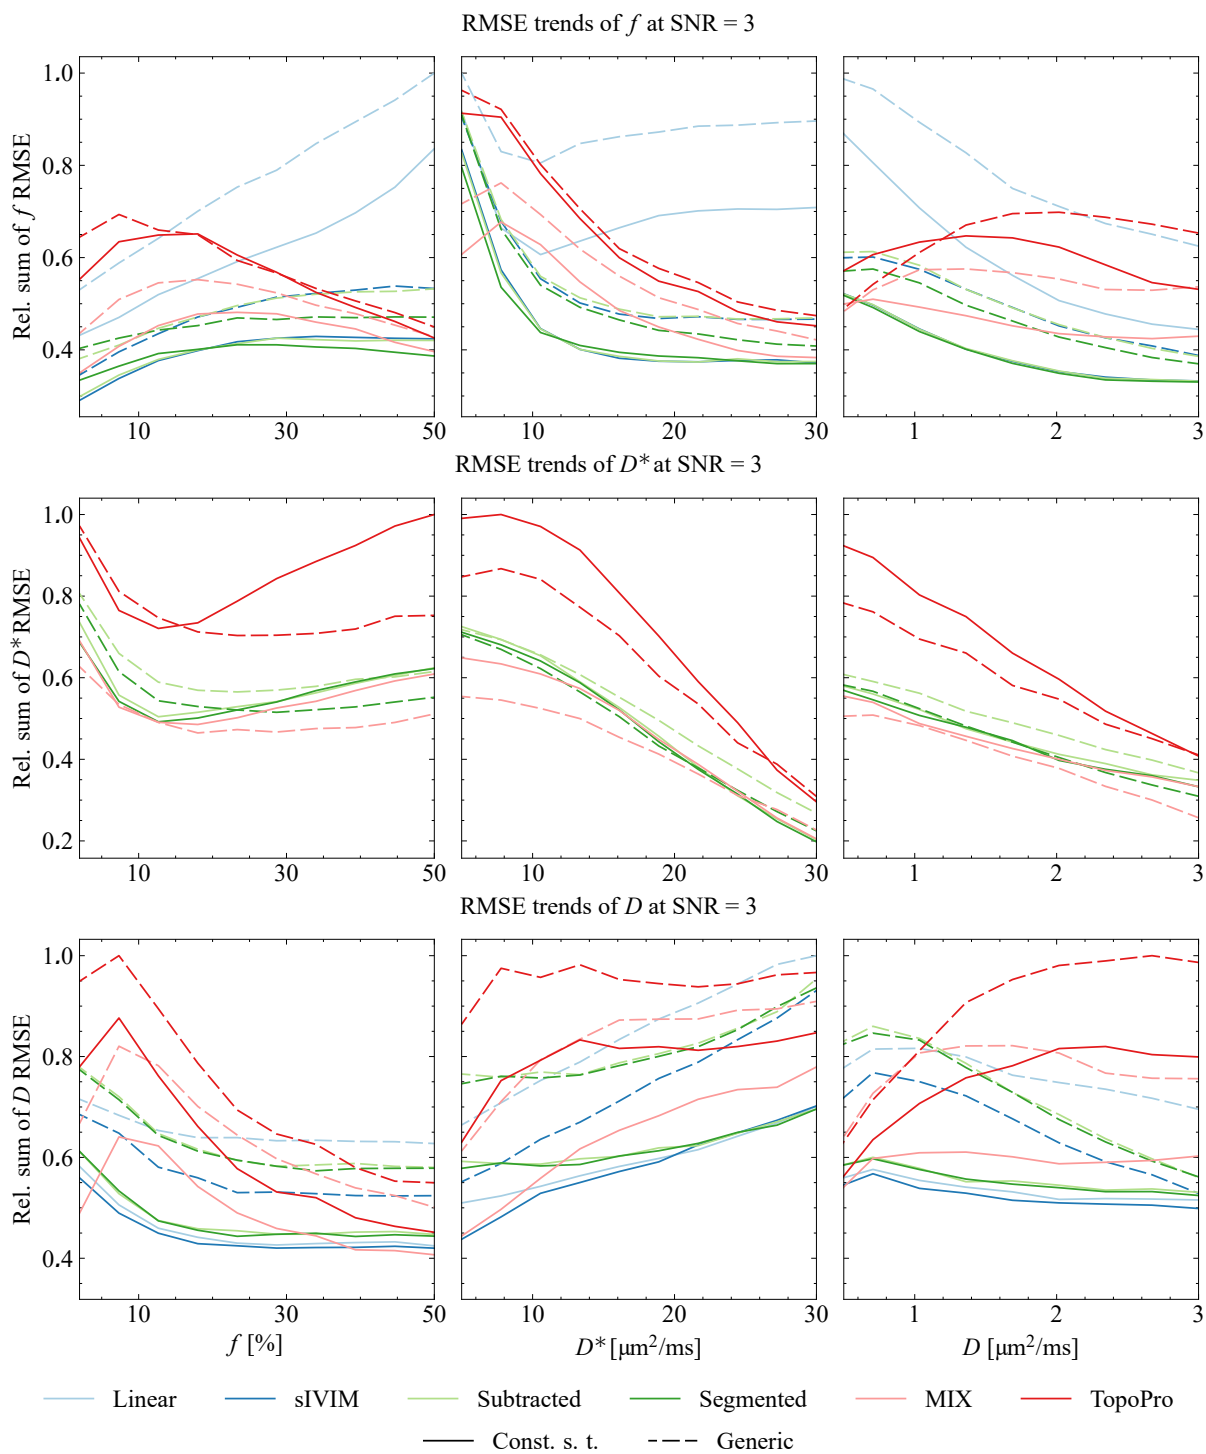 RMSE trends of f at SNR = 3
Rel. sum of f RMSE
1.0
0.8
0.6
0.4
10 30 50
10 20 30
1 2 3
RMSE trends of D* at SNR = 3
Rel. sum of D* RMSE
1.0
0.8
0.6
0.4
0.2
10 30 50
10 20 30
1 2 3
RMSE trends of D at SNR = 3
Rel. sum of D RMSE
1.0
0.8
0.6
0.4
10 30 50
10 20 30
1 2 3
f [%]
D* [μm²/ms]
D [μm²/ms]
Linear sIVIM Subtracted Segmented MIX TopoPro
Const. s. t. Generic